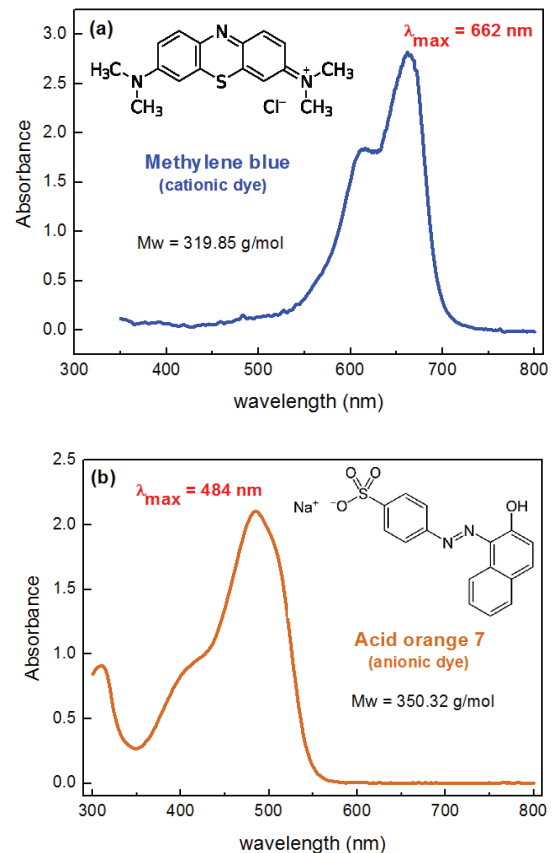 (a)
λmax = 662 nm
N
H₃C
N
CH₃
S
Cl⁻
N⁺
CH₃
CH₃
Methylene blue
(cationic dye)
Mw = 319.85 g/mol
Absorbance
3.0
2.5
2.0
1.5
1.0
0.5
0.0
300 400 500 600 700 800
wavelength (nm)
(b)
λmax = 484 nm
O
O
S
Na⁺ ⁻O
OH
N
N
Acid orange 7
(anionic dye)
Mw = 350.32 g/mol
Absorbance
2.5
2.0
1.5
1.0
0.5
0.0
300 400 500 600 700 800
wavelength (nm)